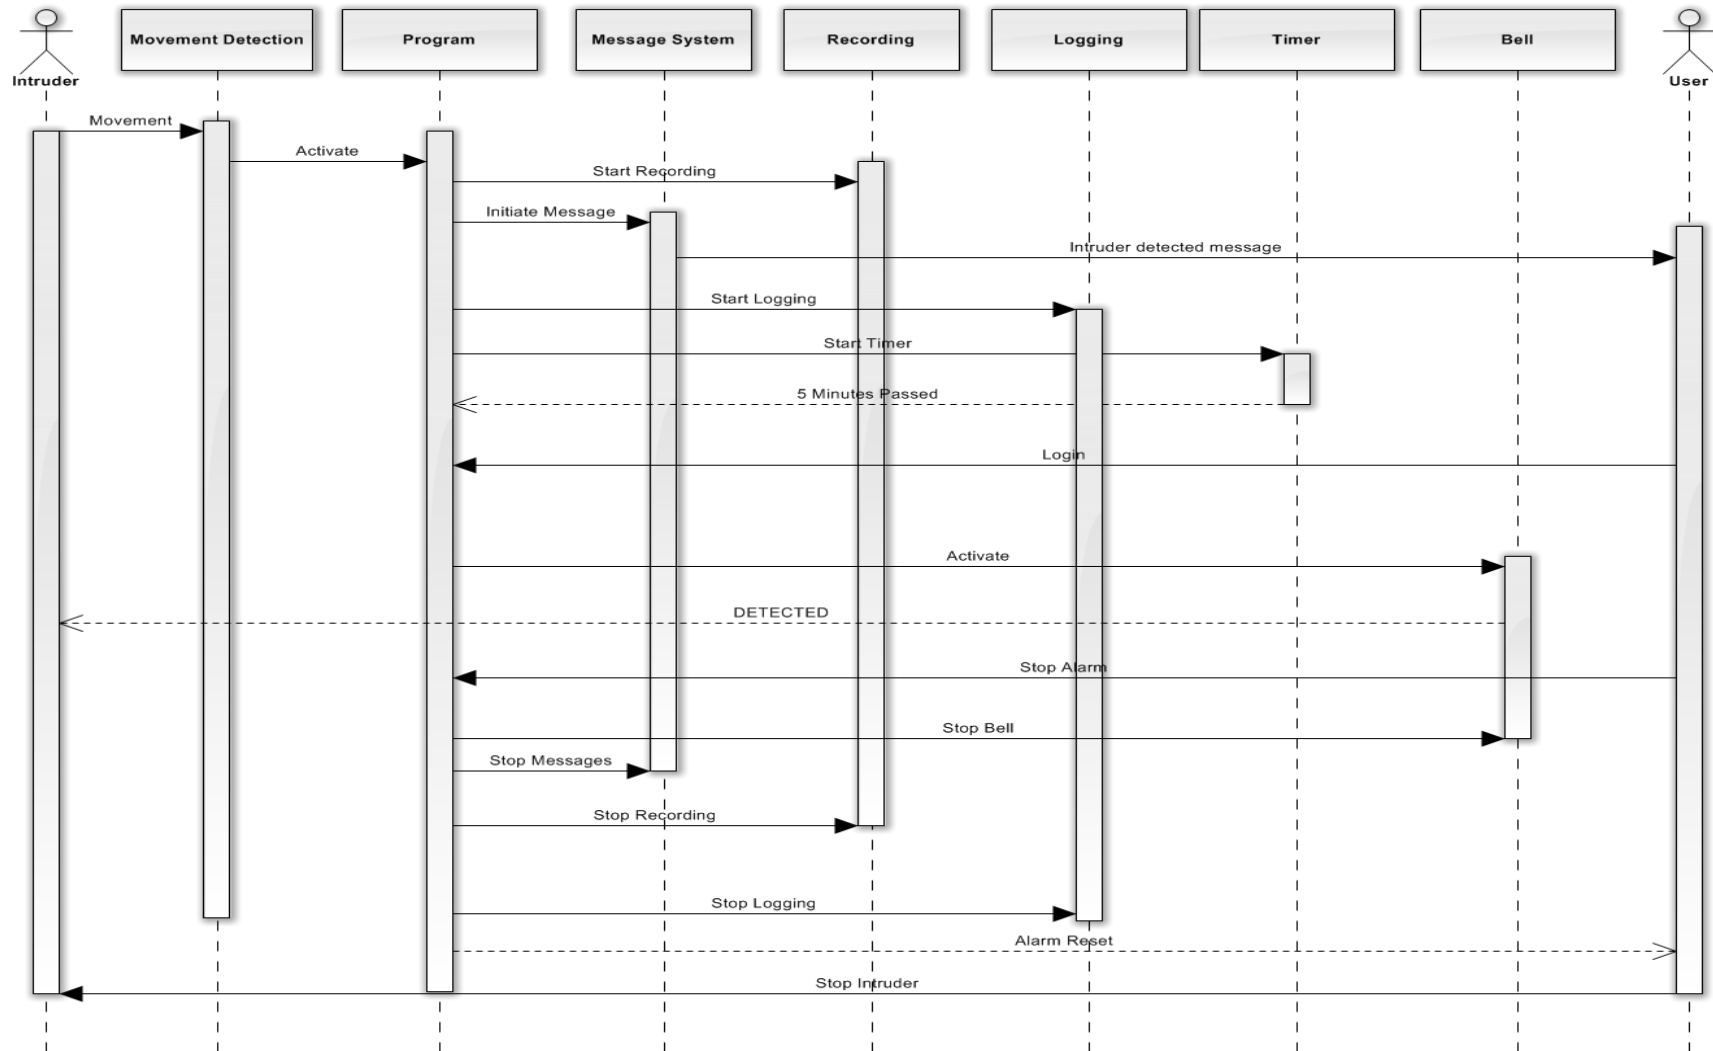 Intruder
Movement Detection
Program
Message System
Recording
Logging
Timer
Bell
User
Movement
Activate
Start Recording
Initiate Message
Intruder detected message
Start Logging
Start Timer
5 Minutes Passed
Login
Activate
DETECTED
Stop Alarm
Stop Bell
Stop Messages
Stop Recording
Stop Logging
Alarm Reset
Stop Intruder